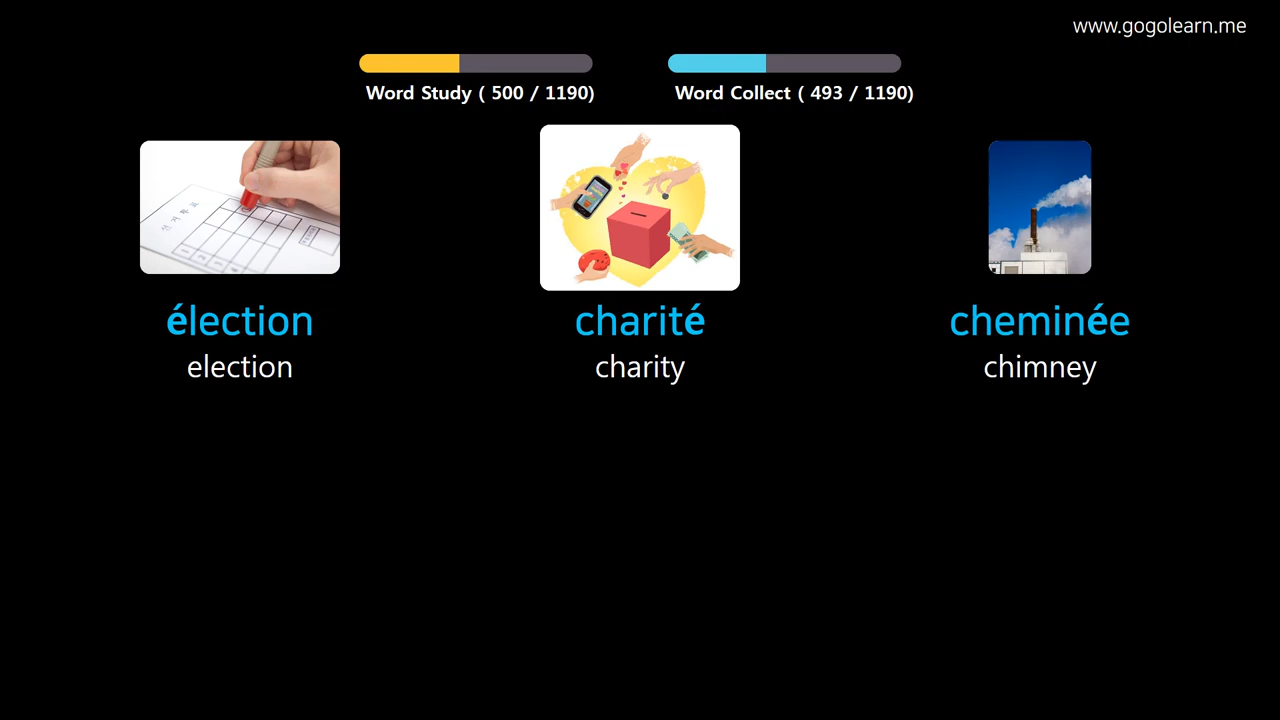 www.gogolearn.me
Word Study ( 500 / 1190)
Word Collect ( 493 / 1190)
élection
election
charité
charity
cheminée
chimney